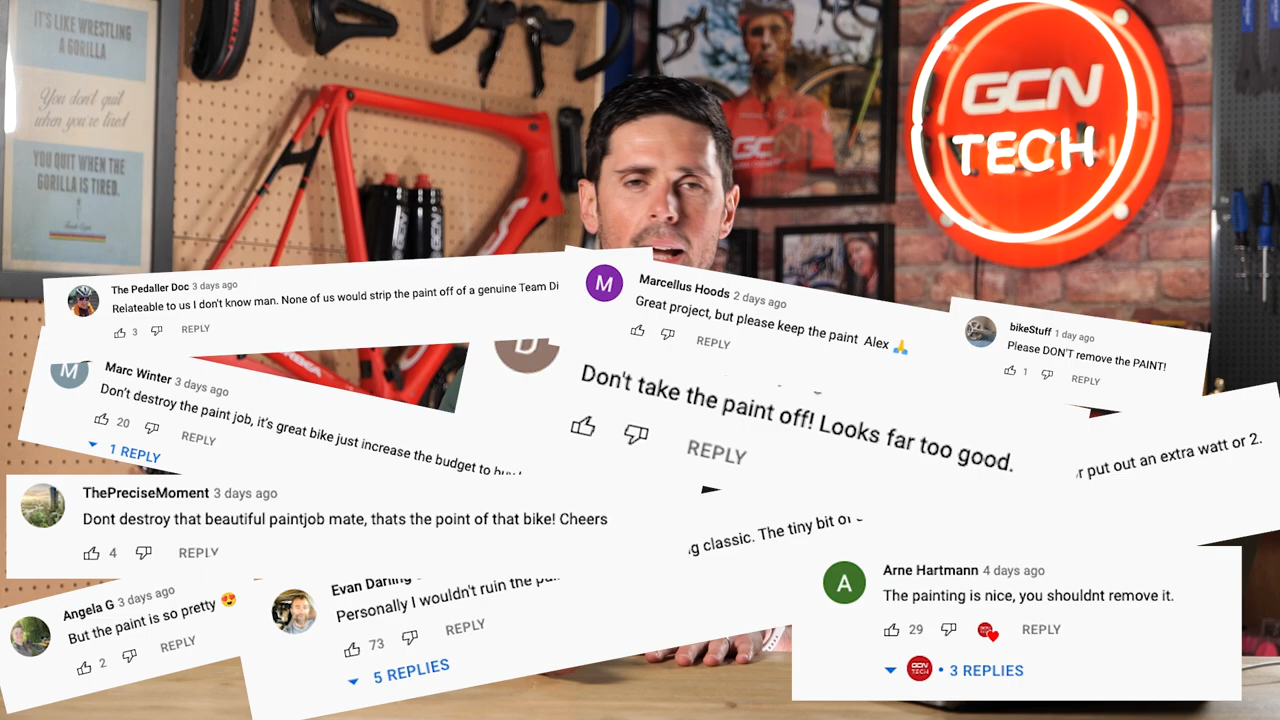 IT'S LIKE WRESTLING
A GORILLA
You don't quit
when you're tired
YOU QUIT WHEN THE
GORILLA IS TIRED.
GCN
TECH
GCN
GCN
GCN
The Pedaller Doc 3 days ago
Relateable to us I don't know man. None of us would strip the paint off of a genuine Team Di
3 REPLY
M
Marcellus Hoods 2 days ago
Great project, but please keep the paint Alex 🙏
REPLY
bikeStuff 1 day ago
Please DON'T remove the PAINT!
1 REPLY
M
Marc Winter 3 days ago
Don't destroy the paint job, it's great bike just increase the budget to
20 REPLY
1 REPLY
Don't take the paint off! Looks far too good.
REPLY
put out an extra watt or 2.
ThePreciseMoment 3 days ago
Dont destroy that beautiful paintjob mate, thats the point of that bike! Cheers
4 REPLY
classic. The tiny bit
Angela G 3 days ago
But the paint is so pretty 😍
2 REPLY
Evan Darling
Personally I wouldn't ruin the
73 REPLY
5 REPLIES
A
Arne Hartmann 4 days ago
The painting is nice, you shouldnt remove it.
29 REPLY
GCN
TECH
• 3 REPLIES